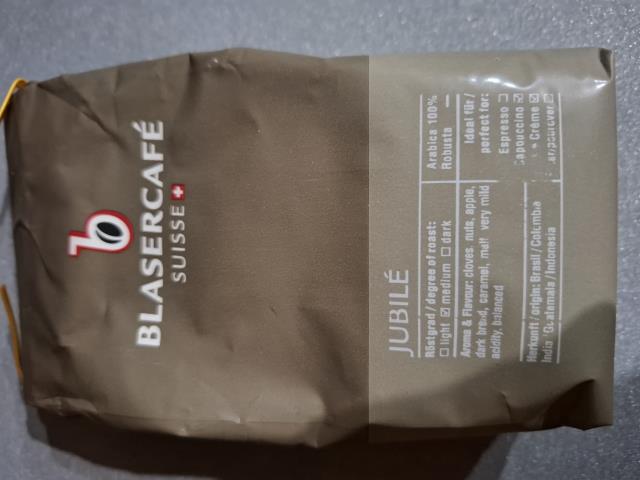 b
BLASERCAFÉ
SUISSE
JUBILÉ
Röstgrad / degree of roast:
☐ light ☑ medium ☐ dark
Arabica 100%
Robusta –
Aroma & Flavour: cloves, nuts, apple,
dark bread, caramel, malt very mild
acidity, balanced
Ideal für /
perfect for:
Espresso ☐
Cappuccino ☑
Crème ☑
Herkunft / origin: Brasil / Colombia
India Guatemala / Indonesia